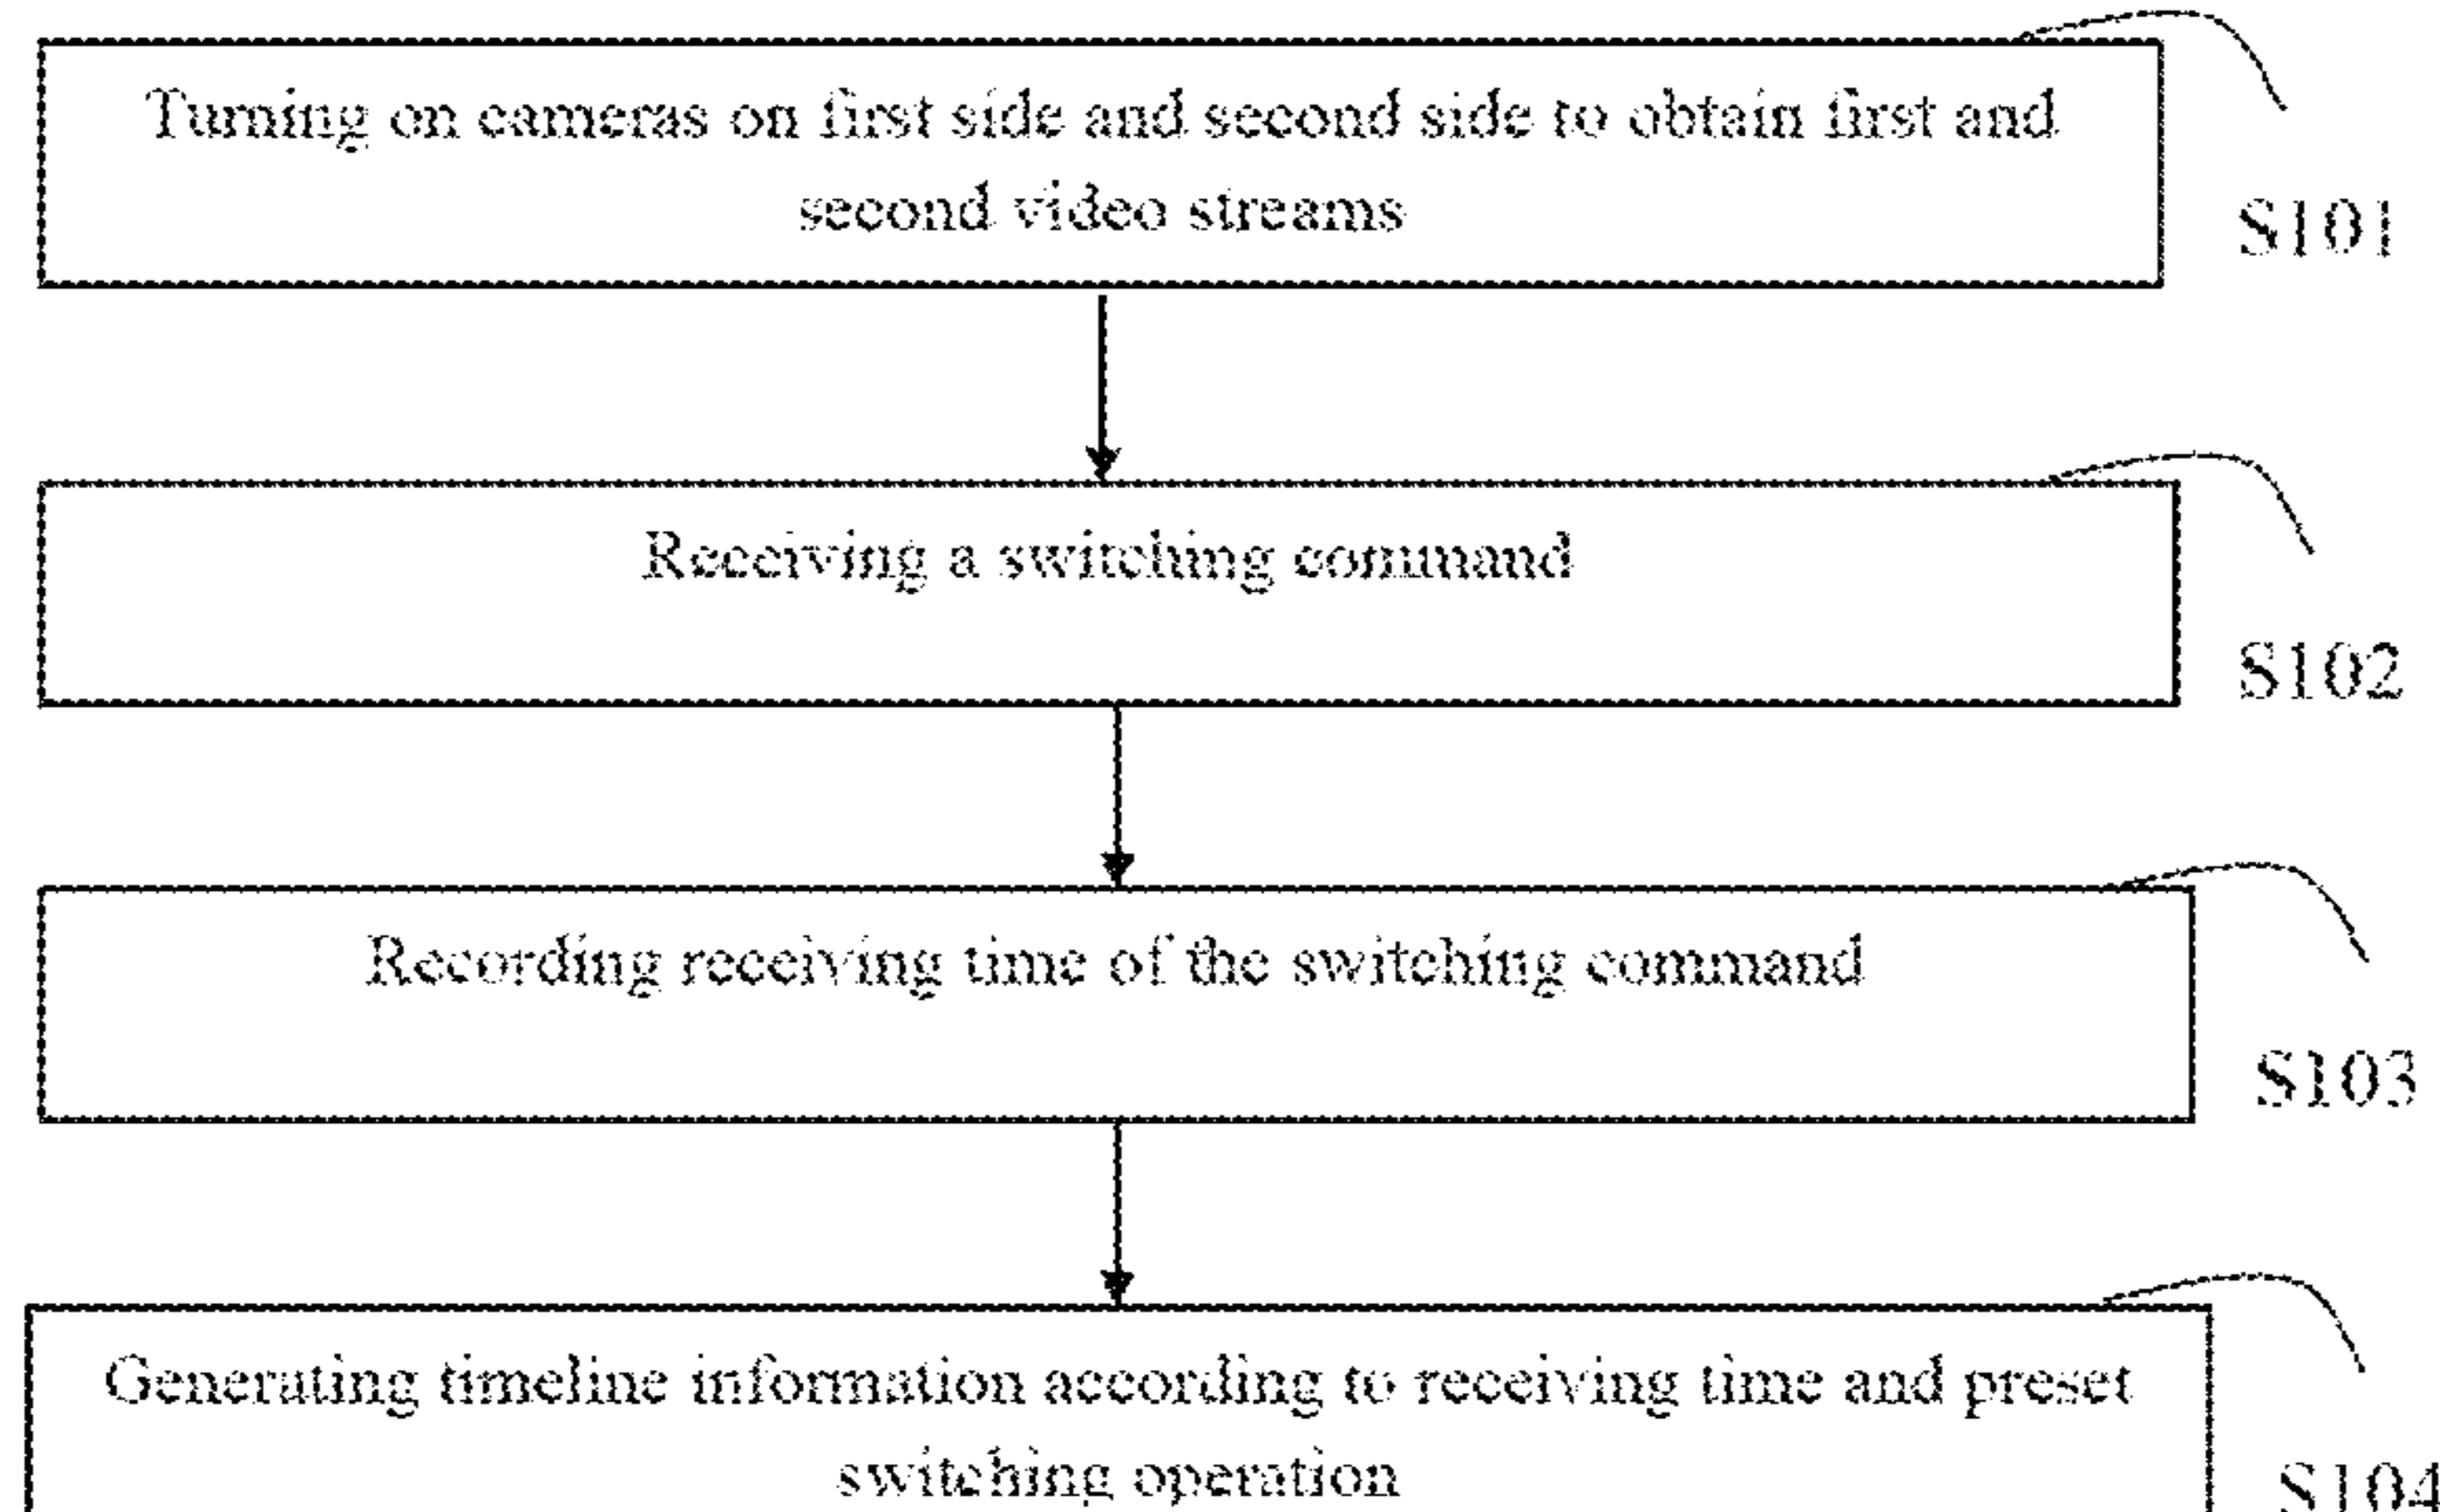 Turning on cameras on first side and second side to obtain first and
second video streams
S101
Receiving a switching command
S102
Recording receiving time of the switching command
S103
Generating timeline information according to receiving time and preset
switching operation
S104